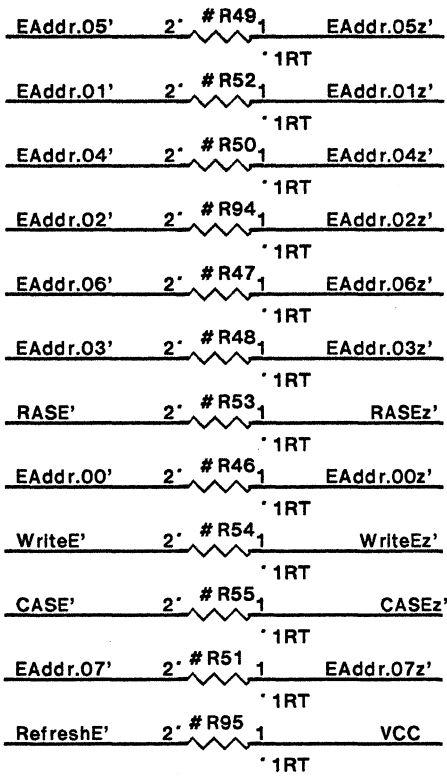 EAddr.05' 2' #R49 1 EAddr.05z'
'1RT
EAddr.01' 2' #R52 1 EAddr.01z'
'1RT
EAddr.04' 2' #R50 1 EAddr.04z'
'1RT
EAddr.02' 2' #R94 1 EAddr.02z'
'1RT
EAddr.06' 2' #R47 1 EAddr.06z'
'1RT
EAddr.03' 2' #R48 1 EAddr.03z'
'1RT
RASE' 2' #R53 1 RASEz'
'1RT
EAddr.00' 2' #R46 1 EAddr.00z'
'1RT
WriteE' 2' #R54 1 WriteEz'
'1RT
CASE' 2' #R55 1 CASEz'
'1RT
EAddr.07' 2' #R51 1 EAddr.07z'
'1RT
RefreshE' 2' #R95 1 VCC
'1RT